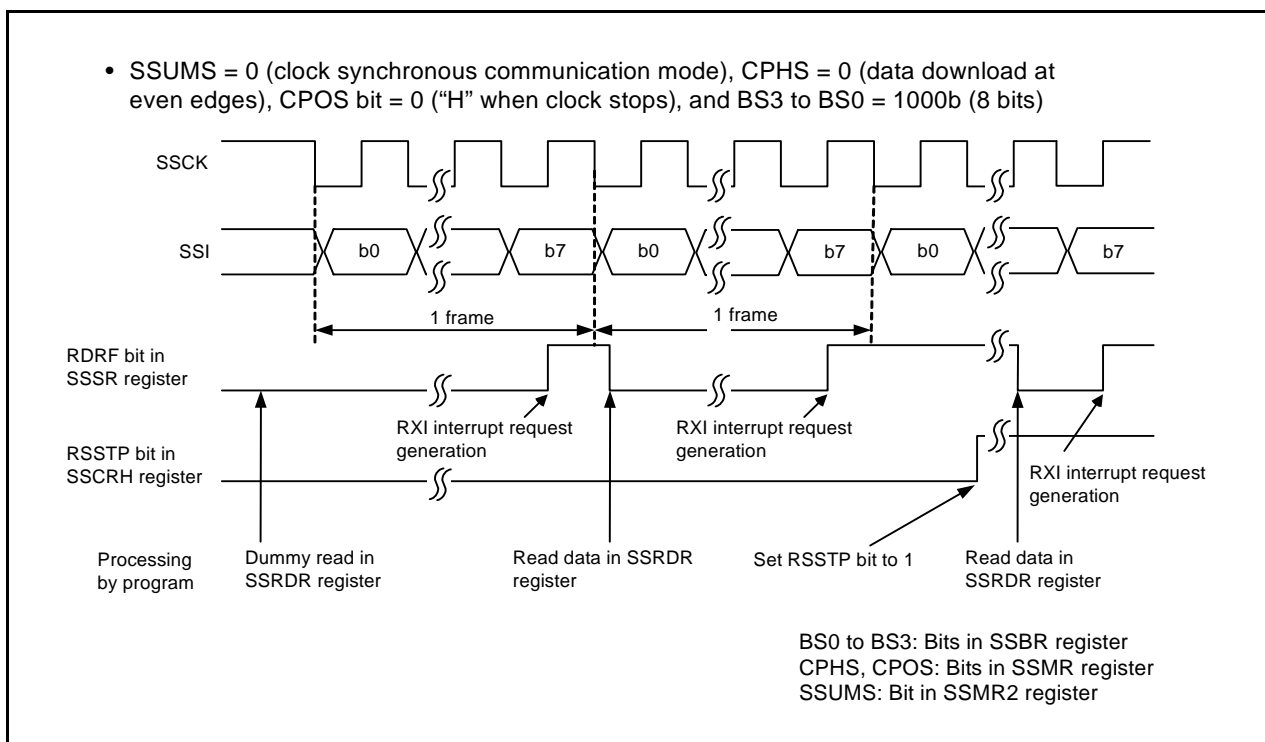 • SSUMS = 0 (clock synchronous communication mode), CPHS = 0 (data download at
even edges), CPOS bit = 0 (“H” when clock stops), and BS3 to BS0 = 1000b (8 bits)
SSCK
SSI
b0
b7
b0
b7
b0
b7
1 frame
1 frame
RDRF bit in
SSSR register
RXI interrupt request
generation
RXI interrupt request
generation
RXI interrupt request
generation
RSSTP bit in
SSCRH register
Processing
by program
Dummy read in
SSRDR register
Read data in SSRDR
register
Set RSSTP bit to 1
Read data in
SSRDR register
BS0 to BS3: Bits in SSBR register
CPHS, CPOS: Bits in SSMR register
SSUMS: Bit in SSMR2 register